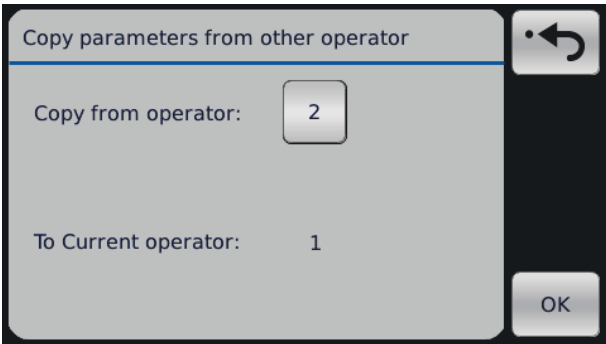 Copy parameters from other operator
Copy from operator: 2
To Current operator: 1
OK